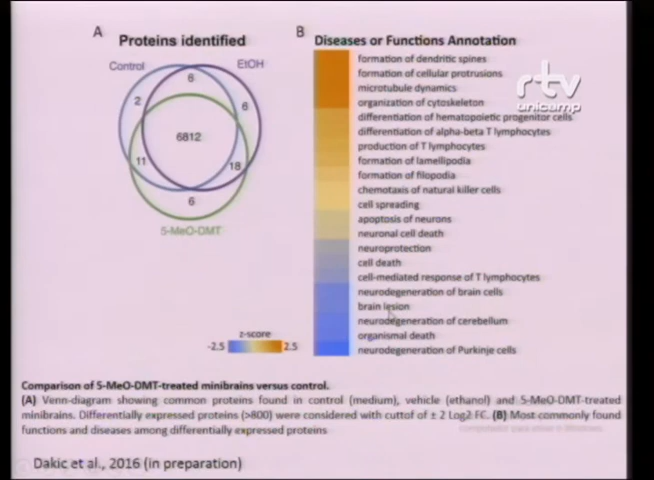 A
Proteins identified
Control
EtOH
6
2
6
6812
11
18
6
5-MeO-DMT
B
Diseases or Functions Annotation
formation of dendritic spines
formation of cellular protrusions
microtubule dynamics
organization of cytoskeleton
differentiation of hematopoietic progenitor cells
differentiation of alpha-beta T lymphocytes
production of T lymphocytes
formation of lamellipodia
formation of filopodia
chemotaxis of natural killer cells
cell spreading
apoptosis of neurons
neuronal cell death
neuroprotection
cell death
cell-mediated response of T lymphocytes
neurodegeneration of brain cells
brain lesion
neurodegeneration of cerebellum
organismal death
neurodegeneration of Purkinje cells
z-score
-2.5 2.5
rtv
unicamp
Comparison of 5-MeO-DMT-treated minibrains versus control.
(A) Venn-diagram showing common proteins found in control (medium), vehicle (ethanol) and 5-MeO-DMT-treated
minibrains. Differentially expressed proteins (>800) were considered with cuttof of ± 2 Log2 FC. (B) Most commonly found
functions and diseases among differentially expressed proteins
Dakic et al., 2016 (in preparation)